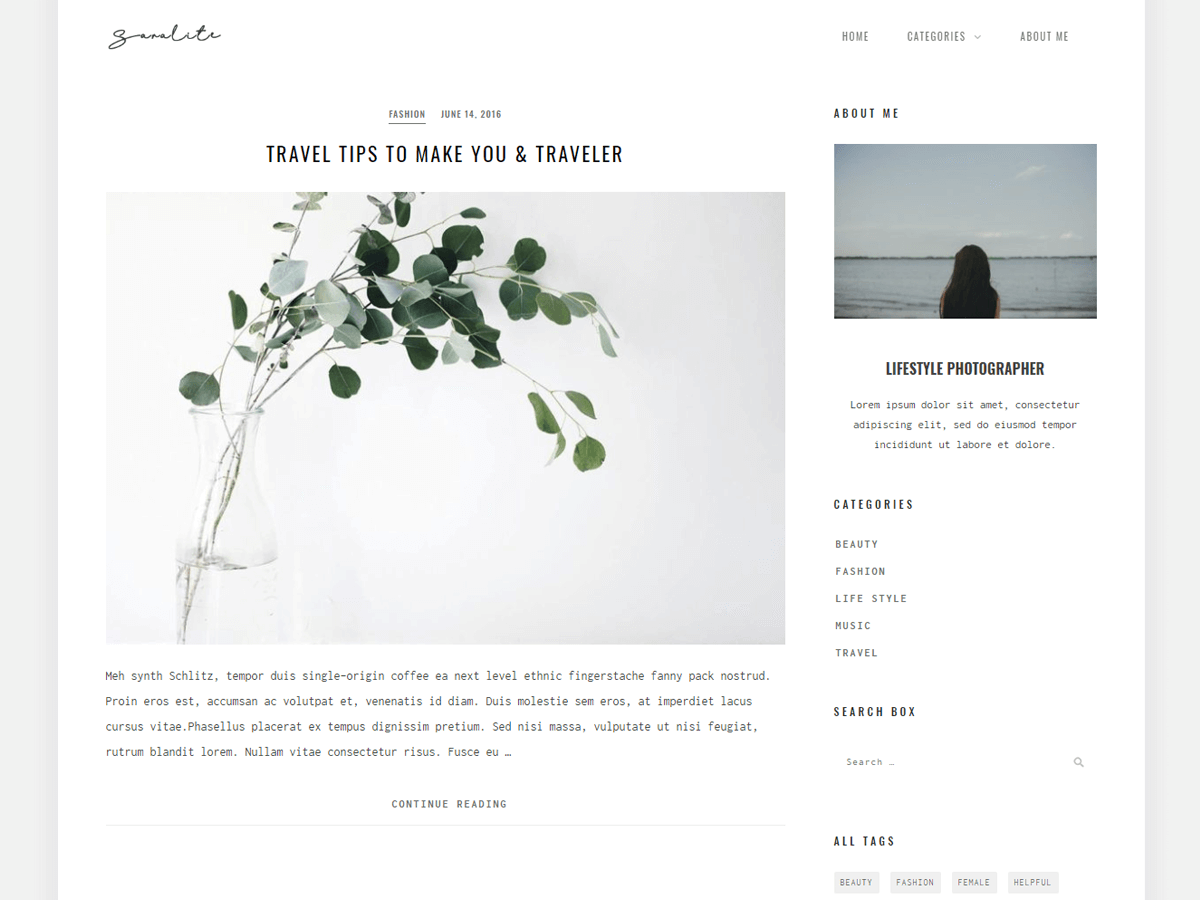 Saralite
HOME CATEGORIES ABOUT ME
FASHION JUNE 14, 2016
TRAVEL TIPS TO MAKE YOU & TRAVELER
Meh synth Schlitz, tempor duis single-origin coffee ea next level ethnic fingerstache fanny pack nostrud.
Proin eros est, accumsan ac volutpat et, venenatis id diam. Duis molestie sem eros, at imperdiet lacus
cursus vitae.Phasellus placerat ex tempus dignissim pretium. Sed nisi massa, vulputate ut nisi feugiat,
rutrum blandit lorem. Nullam vitae consectetur risus. Fusce eu …
CONTINUE READING
ABOUT ME
LIFESTYLE PHOTOGRAPHER
Lorem ipsum dolor sit amet, consectetur
adipiscing elit, sed do eiusmod tempor
incididunt ut labore et dolore.
CATEGORIES
BEAUTY
FASHION
LIFE STYLE
MUSIC
TRAVEL
SEARCH BOX
Search …
ALL TAGS
BEAUTY FASHION FEMALE HELPFUL